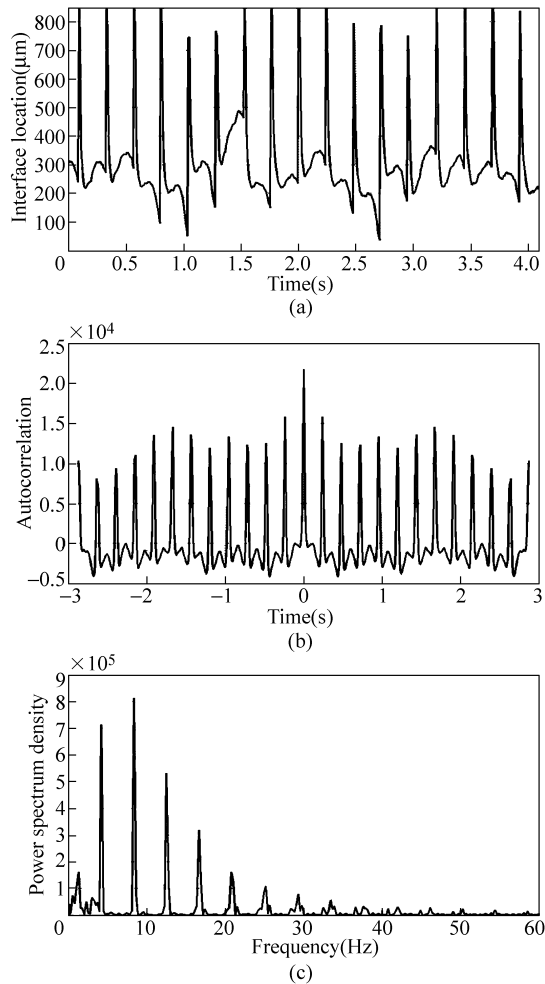 Interface location(μm)
800
700
600
500
400
300
200
100
0 0.5 1.0 1.5 2.0 2.5 3.0 3.5 4.0
Time(s)
(a)
×10⁴
Autocorrelation
2.5
2.0
1.5
1.0
0.5
0
−0.5
−3 −2 −1 0 1 2 3
Time(s)
(b)
×10⁵
Power spectrum density
9
8
7
6
5
4
3
2
1
0 10 20 30 40 50 60
Frequency(Hz)
(c)